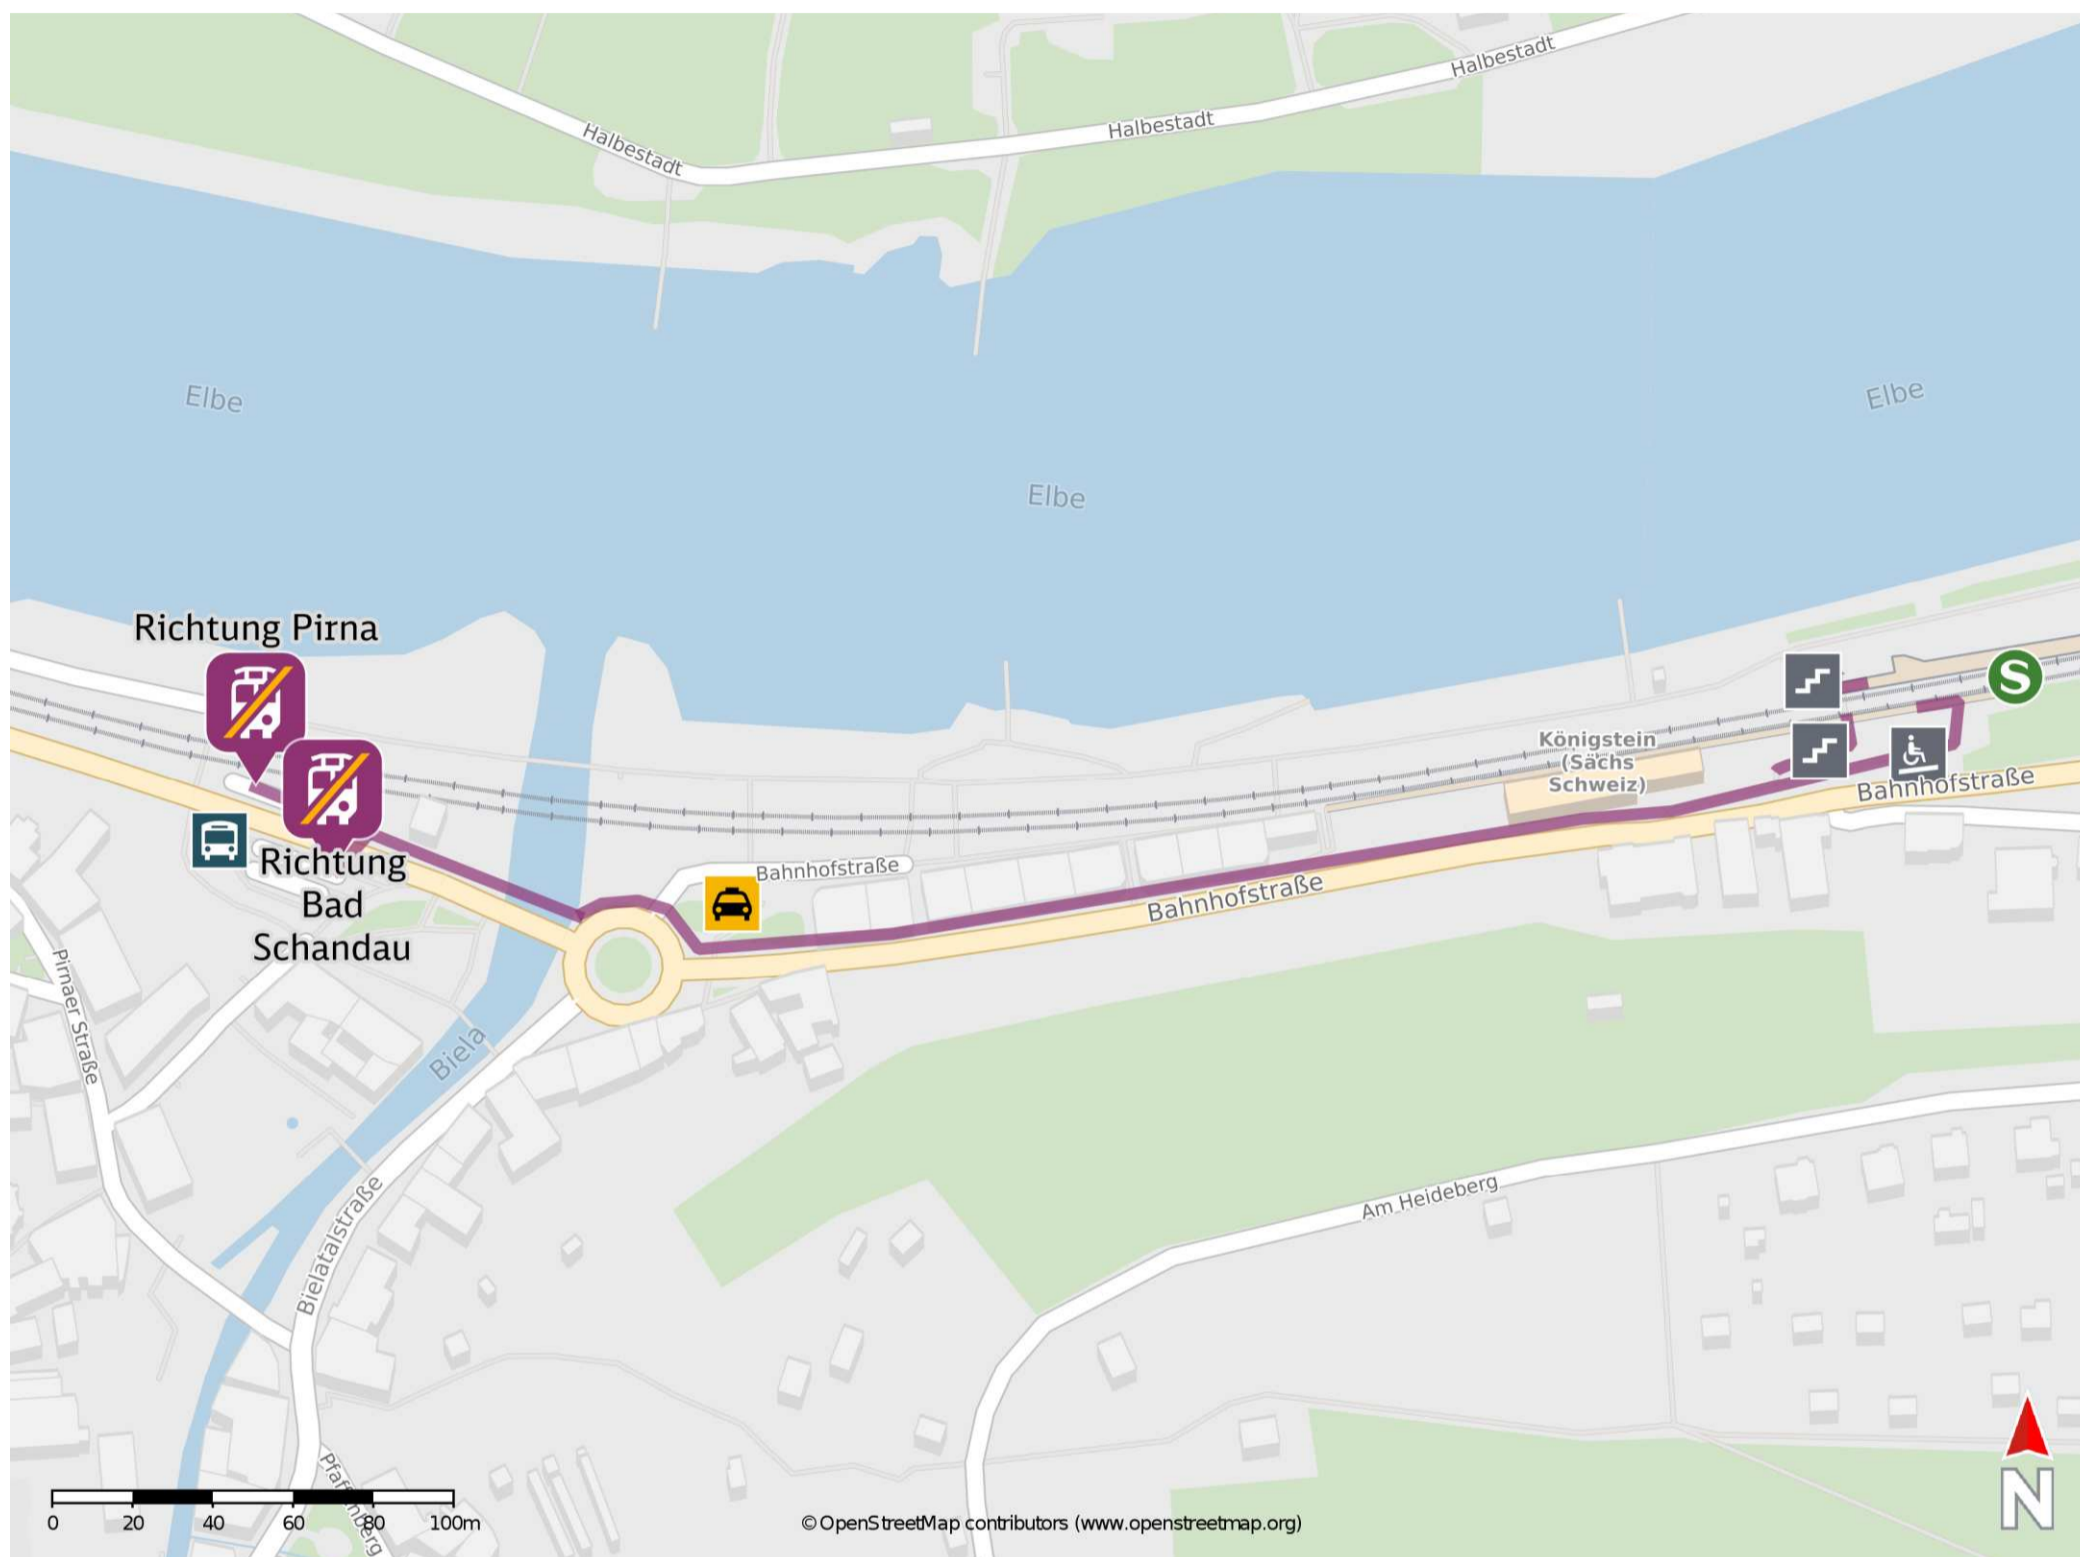 Halbestadt
Halbestadt
Halbestadt
Elbe
Elbe
Elbe
Richtung Pirna
S
Königstein
(Sächs
Schweiz)
Bahnhofstraße
Bahnhofstraße
Bahnhofstraße
Richtung
Bad
Schandau
Pirnaer Straße
Biela
Bielatalstraße
Am Heideberg
Pfaffenberg
0 20 40 60 80 100m
© OpenStreetMap contributors (www.openstreetmap.org)
N